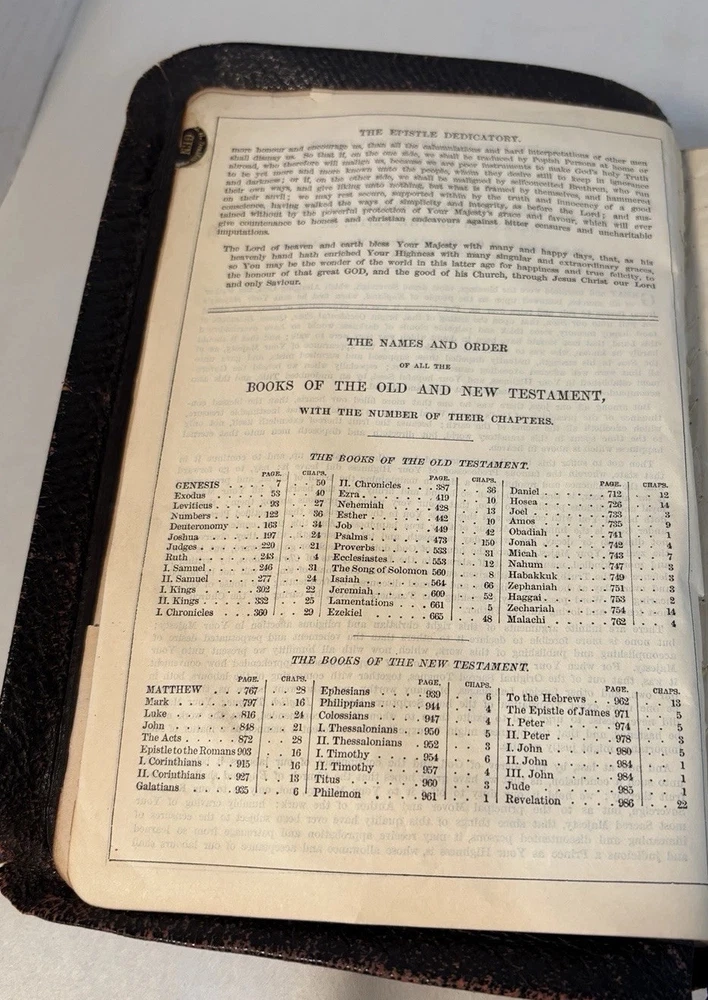 THE EPISTLE DEDICATORY.
more honour and encourage us, than all the calumniations and hard interpretations of other men
shall dismay us. So that if, on the one side, we shall be traduced by Popish Persons at home or
abroad, who therefore will malign us, because we are poor instruments to make God's holy Truth
to be yet more and more known unto the people, whom they desire still to keep in ignorance
and darkness; or if, on the other side, we shall be maligned by selfconceited Brethren, who run
their own ways, and give liking unto nothing, but what is framed by themselves, and hammered
on their anvil; we may rest secure, supported within by the truth and innocency of a good
conscience, having walked the ways of simplicity and integrity, as before the Lord; and sus-
tained without by the powerful protection of Your Majesty's grace and favour, which will ever
give countenance to honest and christian endeavours against bitter censures and uncharitable
imputations.
The Lord of heaven and earth bless Your Majesty with many and happy days, that, as his
heavenly hand hath enriched Your Highness with many singular and extraordinary graces,
so You may be the wonder of the world in this latter age for happiness and true felicity, to
the honour of that great GOD, and the good of his Church, through Jesus Christ our Lord
and only Saviour.
THE NAMES AND ORDER
OF ALL THE
BOOKS OF THE OLD AND NEW TESTAMENT,
WITH THE NUMBER OF THEIR CHAPTERS.
THE BOOKS OF THE OLD TESTAMENT.
PAGE. CHAPS.
GENESIS . . . . . 7 . . 50
Exodus . . . . . 53 . . 40
Leviticus . . . . 93 . . 27
Numbers . . . . 122 . . 36
Deuteronomy . . 163 . . 34
Joshua . . . . . 197 . . 24
Judges . . . . . 220 . . 21
Ruth . . . . . . 243 . . 4
I. Samuel . . . . 246 . . 31
II. Samuel . . . . 277 . . 24
I. Kings . . . . . 302 . . 22
II. Kings . . . . 332 . . 25
I. Chronicles . . . 360 . . 29
PAGE. CHAPS.
II. Chronicles . . . 387 . . 36
Ezra . . . . . . 419 . . 10
Nehemiah . . . . 428 . . 13
Esther . . . . . 442 . . 10
Job . . . . . . 449 . . 42
Psalms . . . . . 473 . . 150
Proverbs . . . . 533 . . 31
Ecclesiastes . . . 553 . . 12
The Song of Solomon 560 . . 8
Isaiah . . . . . 564 . . 66
Jeremiah . . . . 609 . . 52
Lamentations . . . 661 . . 5
Ezekiel . . . . . 665 . . 48
PAGE. CHAPS.
Daniel . . . . . 712 . . 12
Hosea . . . . . 726 . . 14
Joel . . . . . . 733 . . 3
Amos . . . . . 735 . . 9
Obadiah . . . . 741 . . 1
Jonah . . . . . 742 . . 4
Micah . . . . . 743 . . 7
Nahum . . . . . 747 . . 3
Habakkuk . . . . 749 . . 3
Zephaniah . . . . 751 . . 3
Haggai . . . . . 753 . . 2
Zechariah . . . . 754 . . 14
Malachi . . . . . 762 . . 4
THE BOOKS OF THE NEW TESTAMENT.
PAGE. CHAPS.
MATTHEW . . . . 767 . . 28
Mark . . . . . 797 . . 16
Luke . . . . . 816 . . 24
John . . . . . 848 . . 21
The Acts . . . . 872 . . 28
Epistle to the Romans 903 . . 16
I. Corinthians . . 915 . . 16
II. Corinthians . . 927 . . 13
Galatians . . . . 935 . . 6
PAGE. CHAPS.
Ephesians . . . . 939 . . 6
Philippians . . . 944 . . 4
Colossians . . . . 947 . . 4
I. Thessalonians . . 950 . . 5
II. Thessalonians . 952 . . 3
I. Timothy . . . . 954 . . 6
II. Timothy . . . 957 . . 4
Titus . . . . . 960 . . 3
Philemon . . . . 961 . . 1
PAGE. CHAPS.
To the Hebrews . . 962 . . 13
The Epistle of James 971 . . 5
I. Peter . . . . . 974 . . 5
II. Peter . . . . 978 . . 3
I. John . . . . . 980 . . 5
II. John . . . . 984 . . 1
III. John . . . . 984 . . 1
Jude . . . . . 985 . . 1
Revelation . . . . 986 . . 22